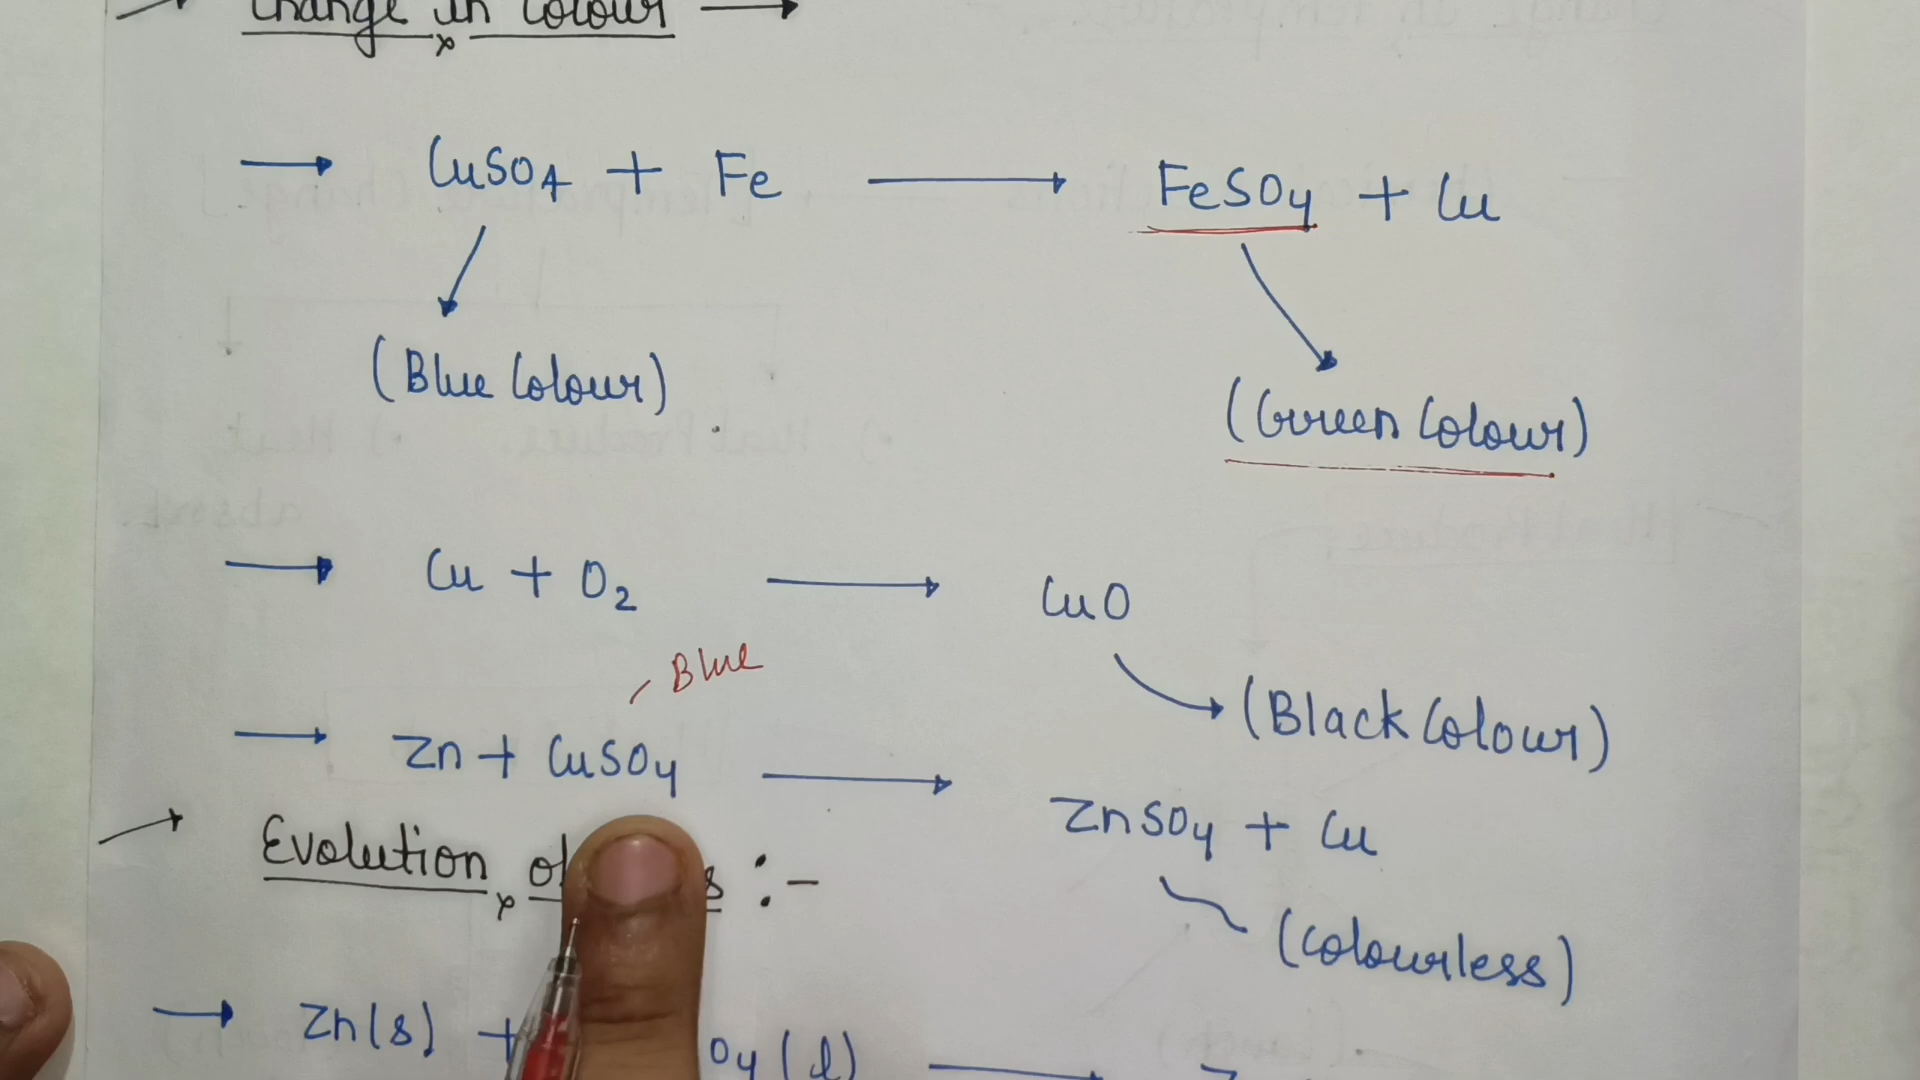 Change in Colour →
→ CuSO4 + Fe → FeSO4 + Cu
(Blue Colour)
(Green Colour)
→ Cu + O2 → CuO
Blue
(Black Colour)
→ Zn + CuSO4 → ZnSO4 + Cu
(Colourless)
Evolution :-
→ Zn(s) + O4(l) →